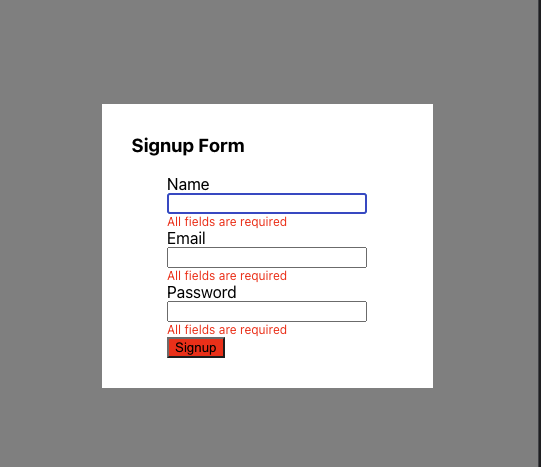 Signup Form
Name
All fields are required
Email
All fields are required
Password
All fields are required
Signup